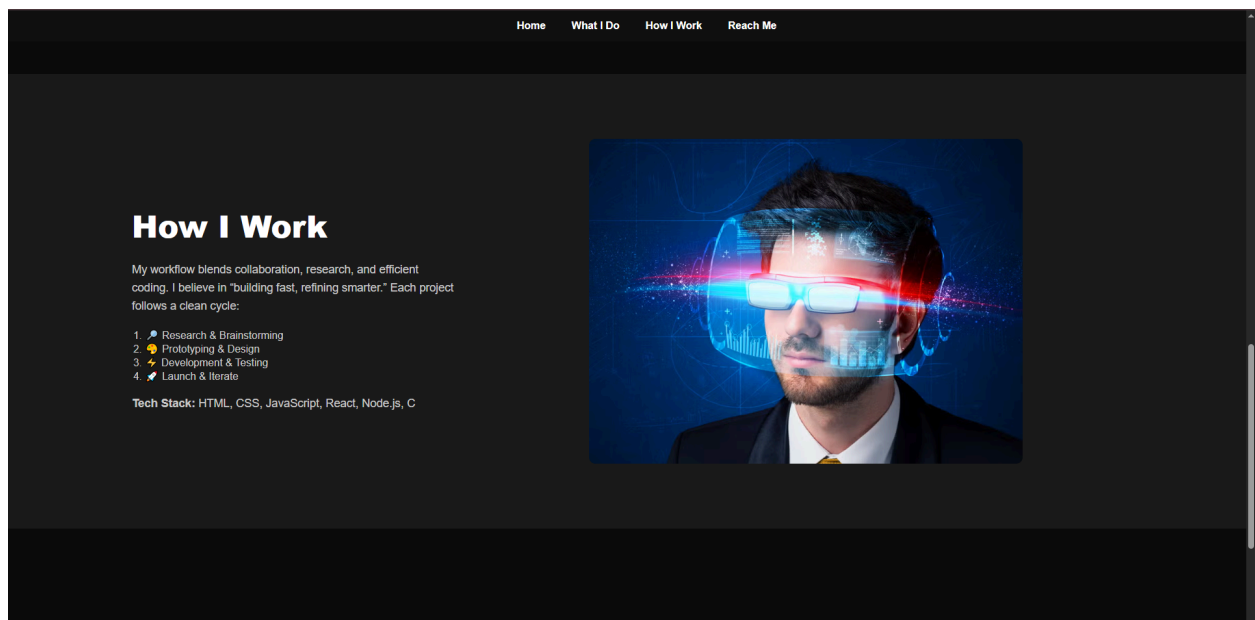 Home What I Do How I Work Reach Me
How I Work
My workflow blends collaboration, research, and efficient
coding. I believe in “building fast, refining smarter.” Each project
follows a clean cycle:
1. 🔎 Research & Brainstorming
2. 🎨 Prototyping & Design
3. ⚡ Development & Testing
4. 🚀 Launch & Iterate
Tech Stack: HTML, CSS, JavaScript, React, Node.js, C